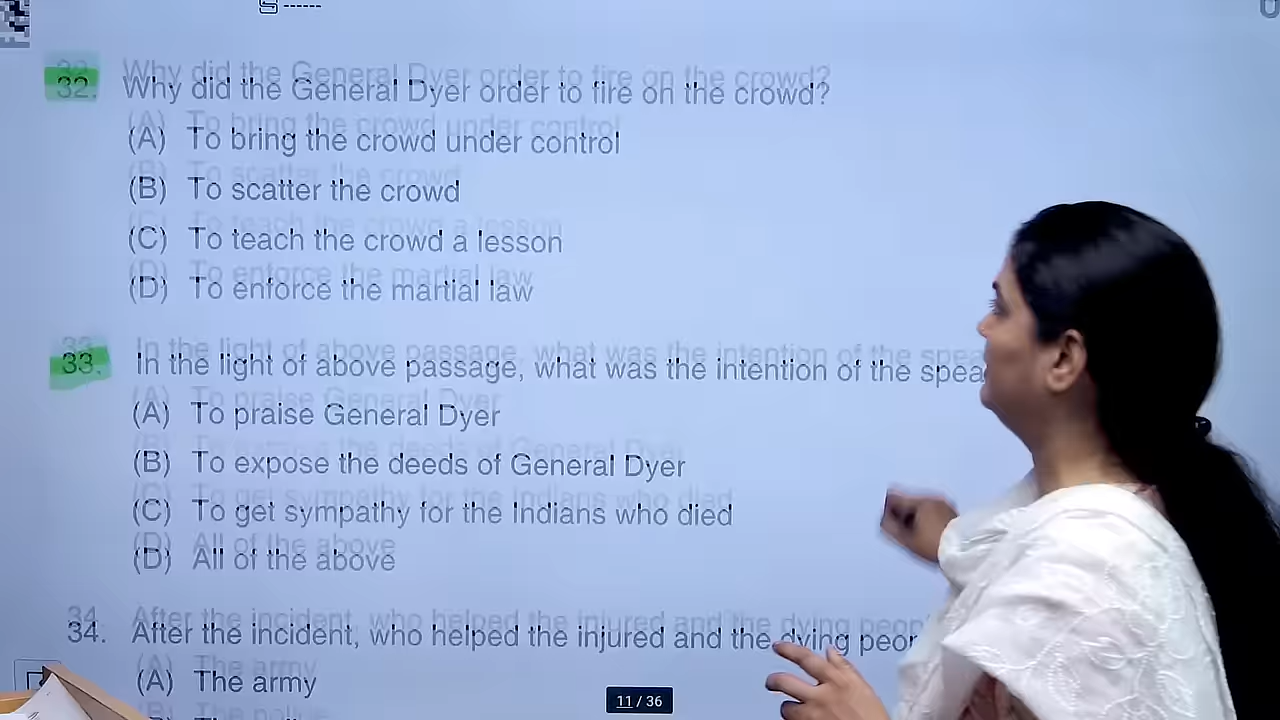 32. Why did the General Dyer order to fire on the crowd?
(A) To bring the crowd under control
(B) To scatter the crowd
(C) To teach the crowd a lesson
(D) To enforce the martial law
33. In the light of above passage, what was the intention of the
(A) To praise General Dyer
(B) To expose the deeds of General Dyer
(C) To get sympathy for the Indians who died
(D) All of the above
34. After the incident, who helped the injured and the dying
(A) The army
11 / 36